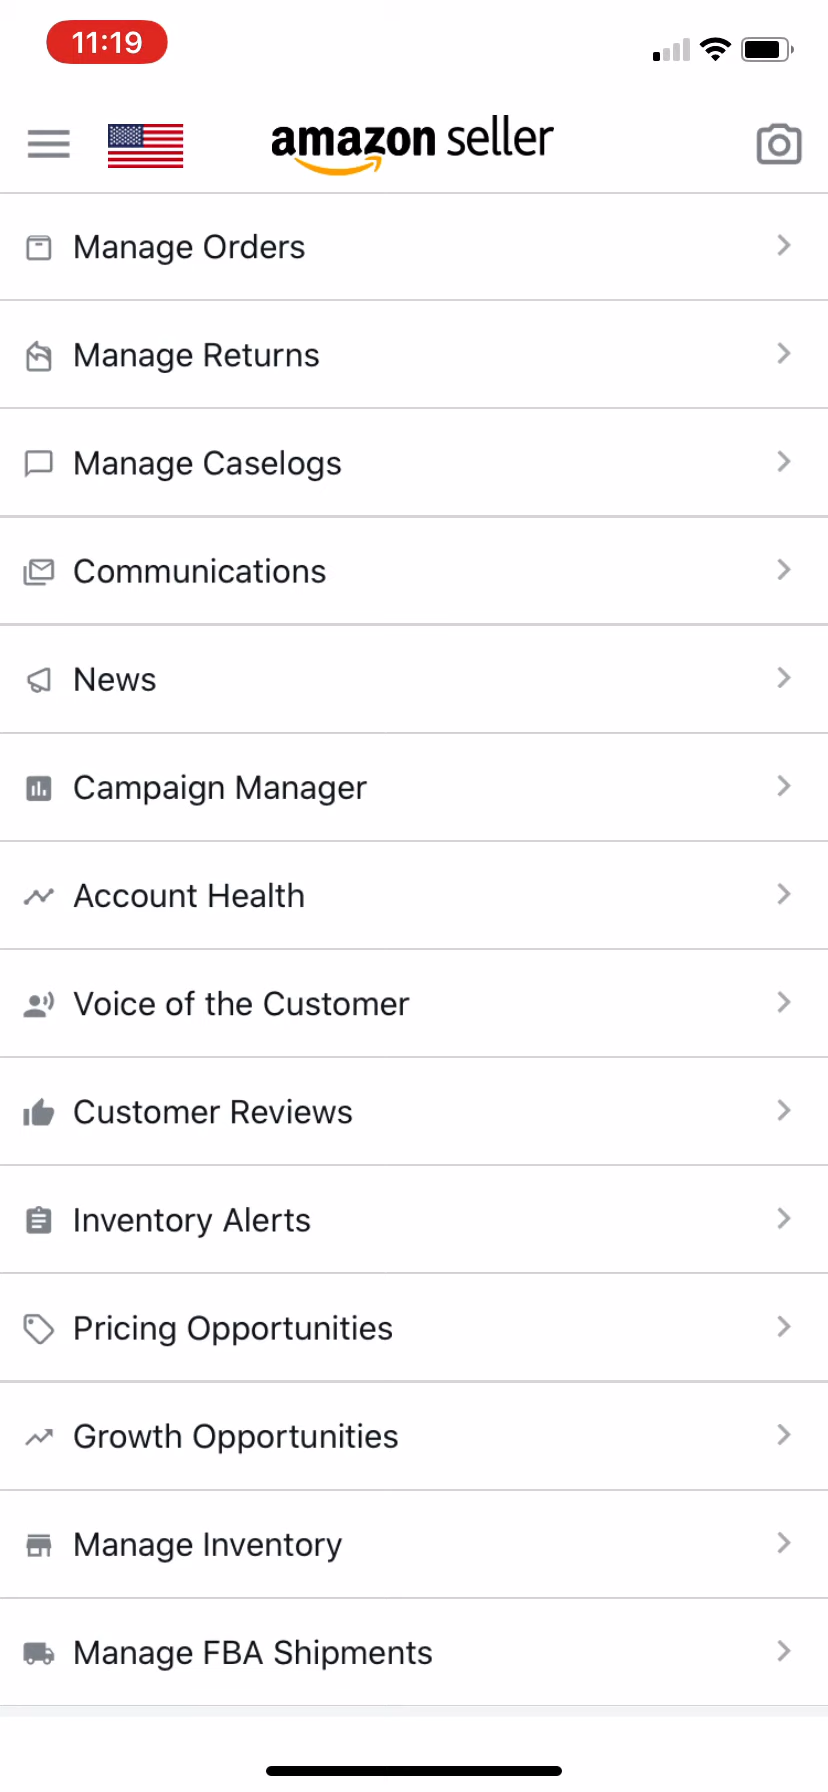 11:19
amazon seller
Manage Orders
Manage Returns
Manage Caselogs
Communications
News
Campaign Manager
Account Health
Voice of the Customer
Customer Reviews
Inventory Alerts
Pricing Opportunities
Growth Opportunities
Manage Inventory
Manage FBA Shipments